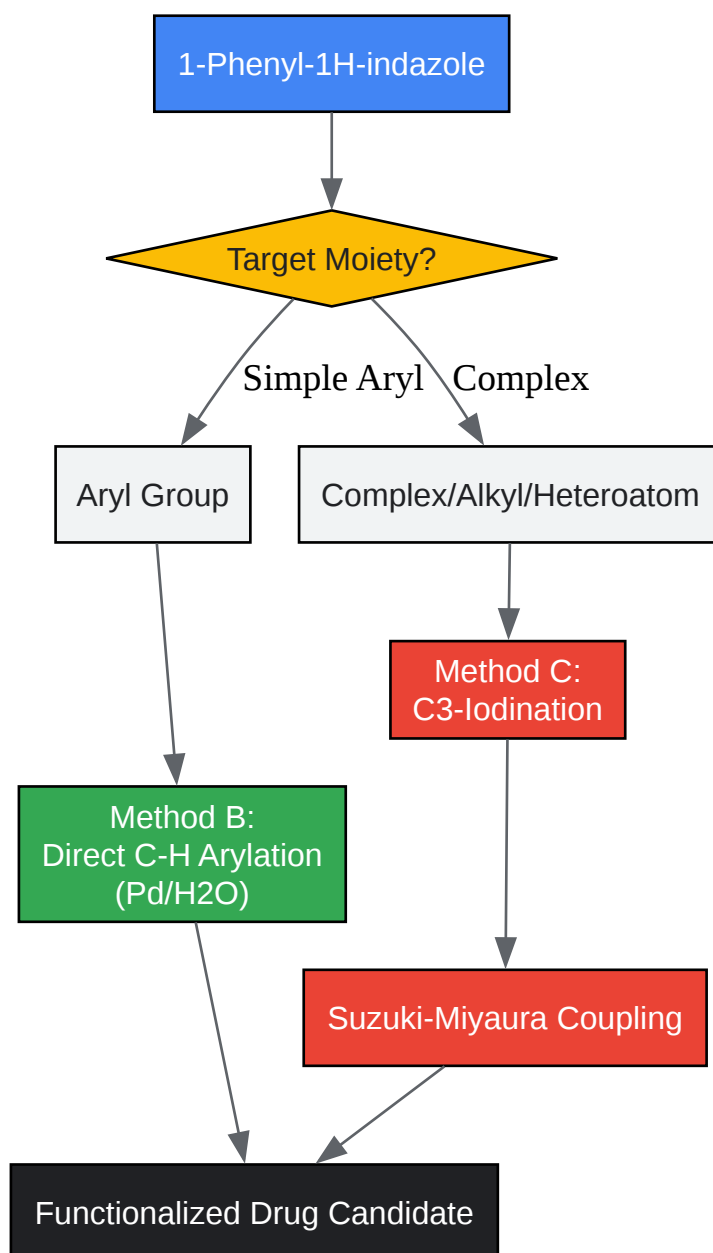 1-Phenyl-1H-indazole
Target Moiety?
Simple Aryl
Complex
Aryl Group
Complex/Alkyl/Heteroatom
Method C:
C3-Iodination
Method B:
Direct C-H Arylation
(Pd/H2O)
Suzuki-Miyaura Coupling
Functionalized Drug Candidate